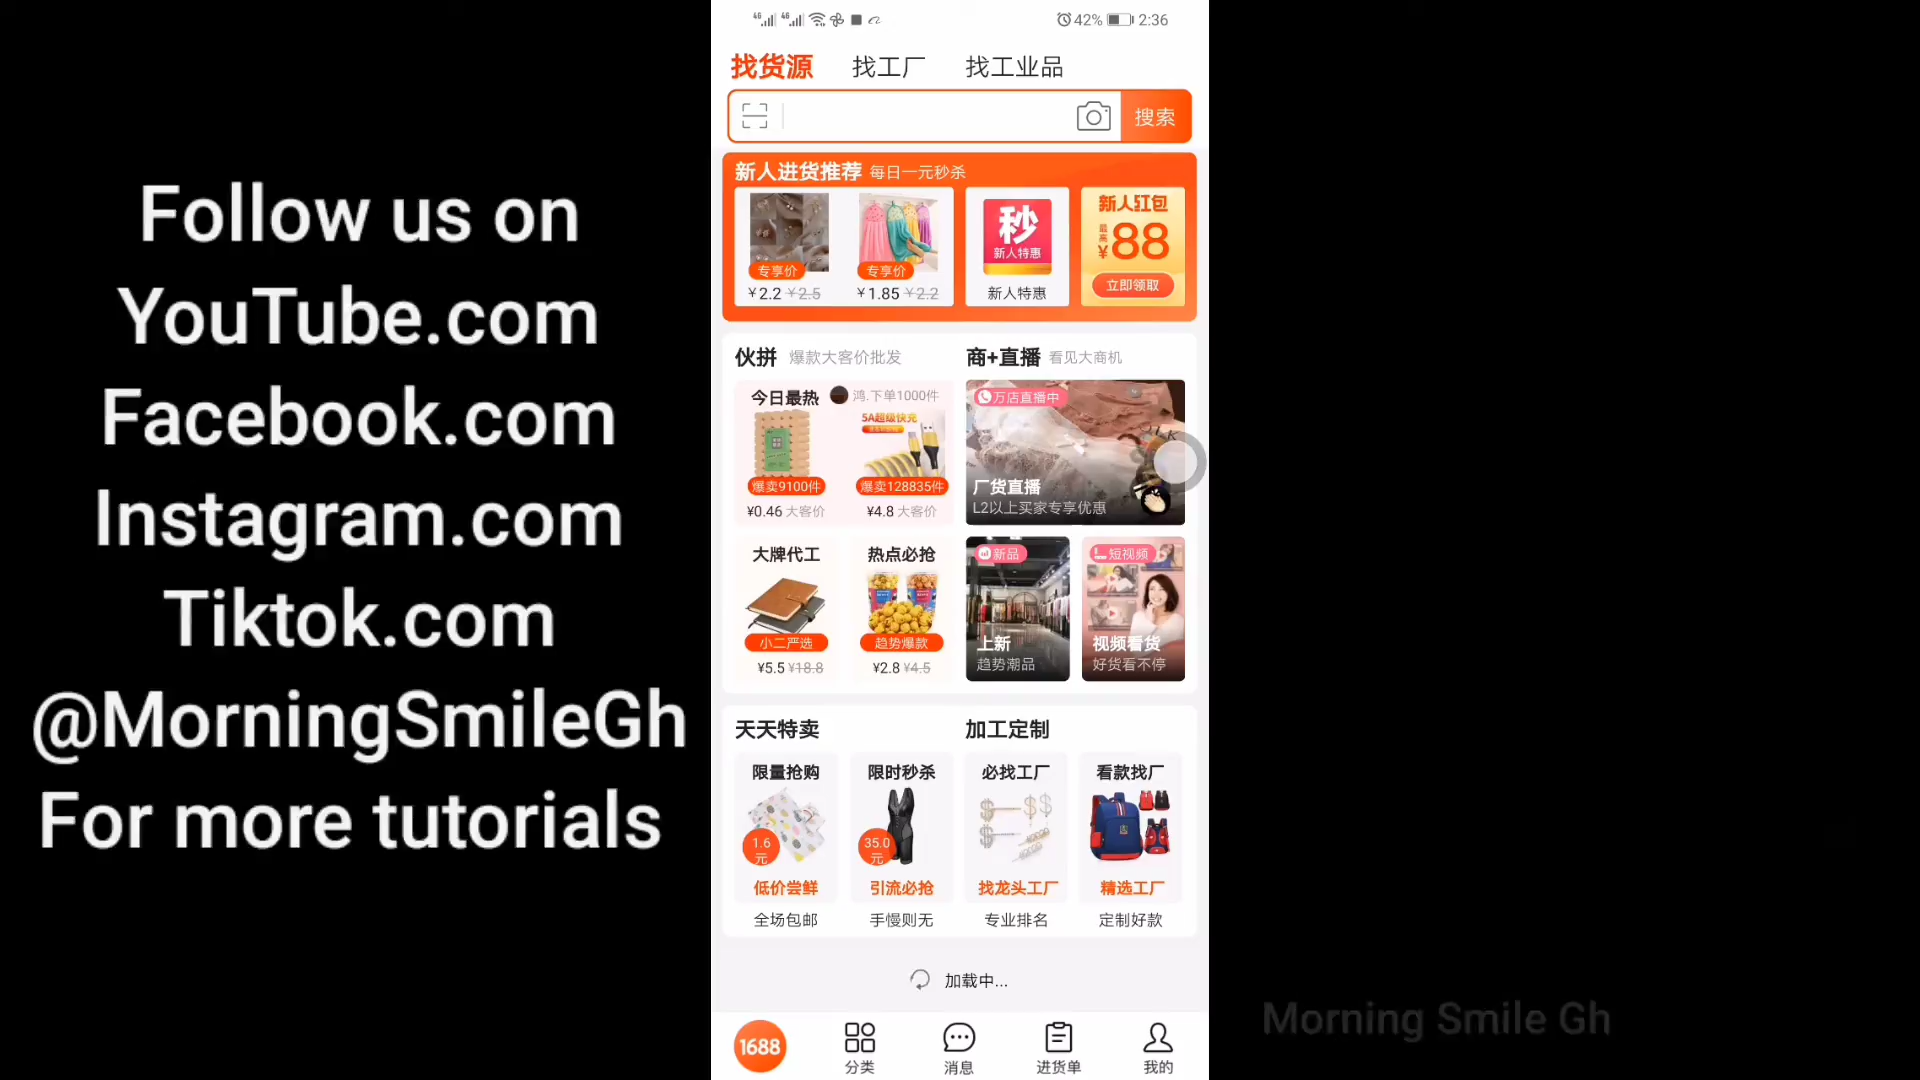 Follow us on
YouTube.com
Facebook.com
Instagram.com
Tiktok.com
@MorningSmileGh
For more tutorials
4G 4G 42% 2:36
找货源 找工厂 找工业品
搜索
新人进货推荐 每日一元秒杀
专享价 ¥2.2 ¥2.5
专享价 ¥1.85 ¥2.2
秒
新人特惠
新人特惠
新人红包
最高
¥88
立即领取
伙拼 爆款大客价批发
今日最热 鸿.下单1000件
5A超级快充
爆卖9100件 爆卖128835件
¥0.46 大客价 ¥4.8 大客价
商+直播 看见大商机
万店直播中
厂货直播
L2以上买家专享优惠
大牌代工 热点必抢
小二严选 趋势爆款
¥5.5 ¥18.8 ¥2.8 ¥4.5
新品
上新
趋势潮品
短视频
视频看货
好货看不停
天天特卖 加工定制
限量抢购 限时秒杀 必找工厂 看款找厂
1.6
元
35.0
元
低价尝鲜 引流必抢 找龙头工厂 精选工厂
全场包邮 手慢则无 专业排名 定制好款
加载中...
1688 分类 消息 进货单 我的
Morning Smile Gh